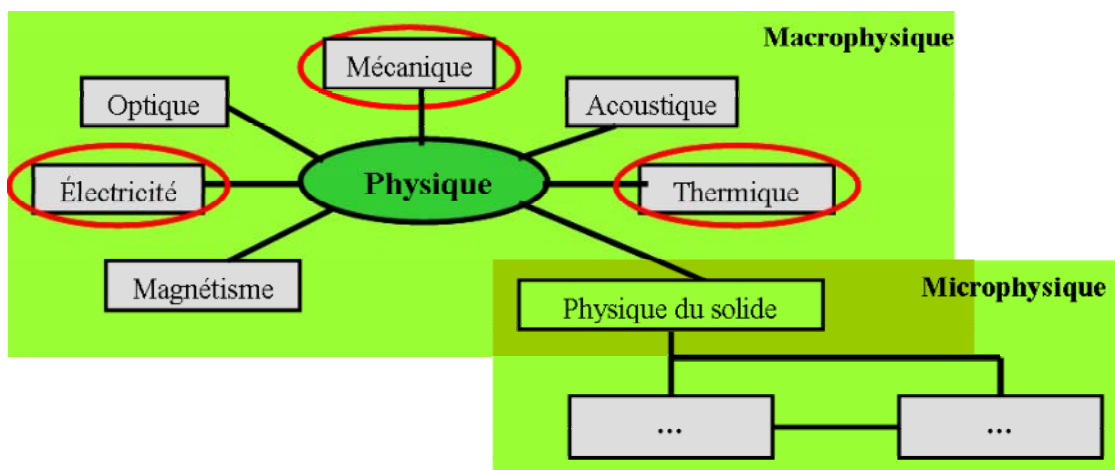 Macrophysique
Mécanique
Optique
Acoustique
Physique
Électricité
Thermique
Magnétisme
Microphysique
Physique du solide
...
...